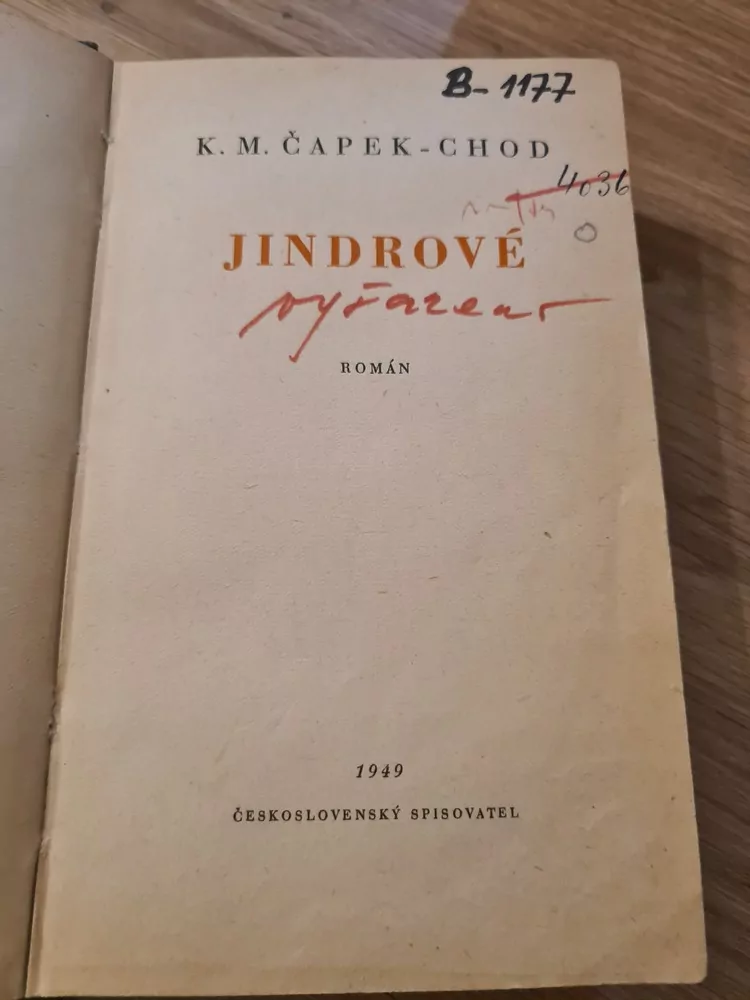 B- 1177
K. M. ČAPEK-CHOD
4036
JINDROVÉ
vyřazeno
ROMÁN
1949
ČESKOSLOVENSKÝ SPISOVATEL